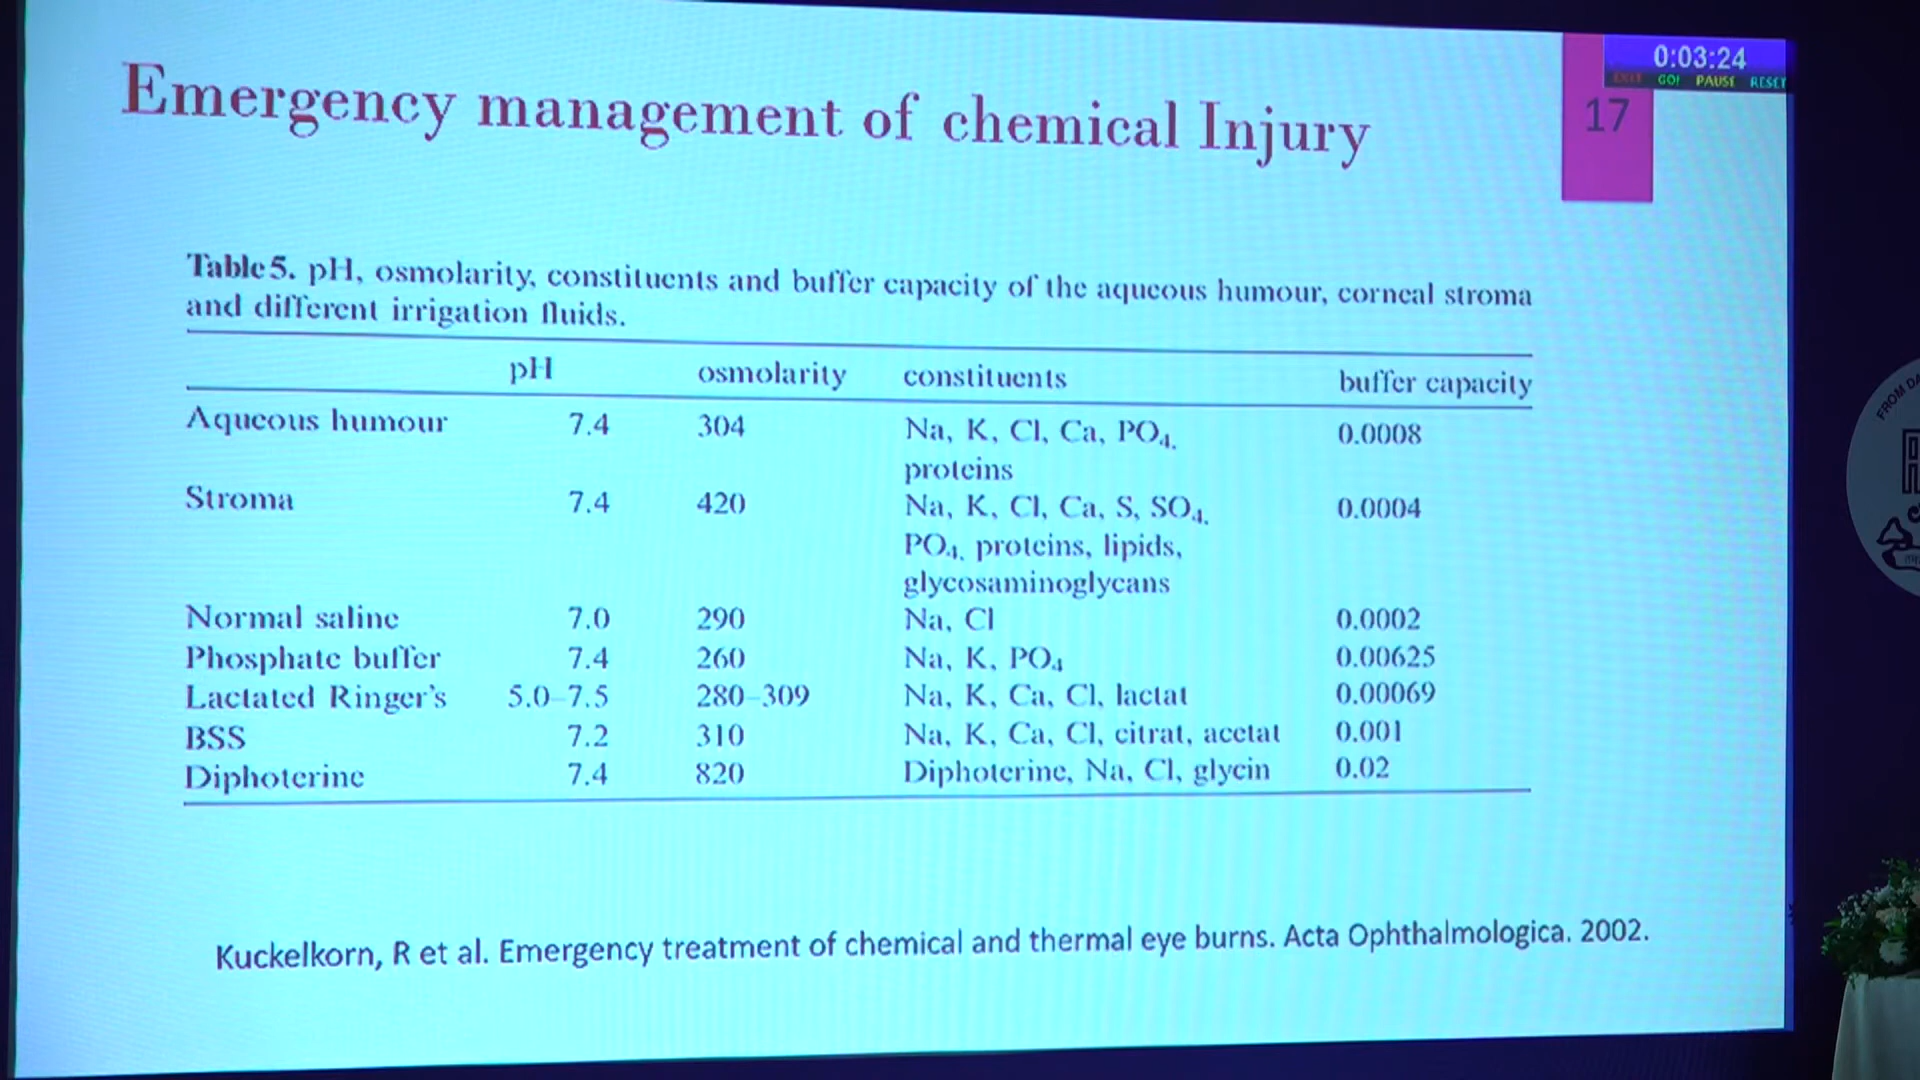 0:03:24
EXIT GO! PAUSE RESET
17
Emergency management of chemical Injury
Table 5. pH, osmolarity, constituents and buffer capacity of the aqueous humour, corneal stroma
and different irrigation fluids.
pH osmolarity constituents buffer capacity
Aqueous humour 7.4 304 Na, K, Cl, Ca, PO4, 0.0008
proteins
Stroma 7.4 420 Na, K, Cl, Ca, S, SO4, 0.0004
PO4, proteins, lipids,
glycosaminoglycans
Normal saline 7.0 290 Na, Cl 0.0002
Phosphate buffer 7.4 260 Na, K, PO4 0.00625
Lactated Ringer's 5.0–7.5 280–309 Na, K, Ca, Cl, lactat 0.00069
BSS 7.2 310 Na, K, Ca, Cl, citrat, acetat 0.001
Diphoterine 7.4 820 Diphoterine, Na, Cl, glycin 0.02
Kuckelkorn, R et al. Emergency treatment of chemical and thermal eye burns. Acta Ophthalmologica. 2002.
FROM